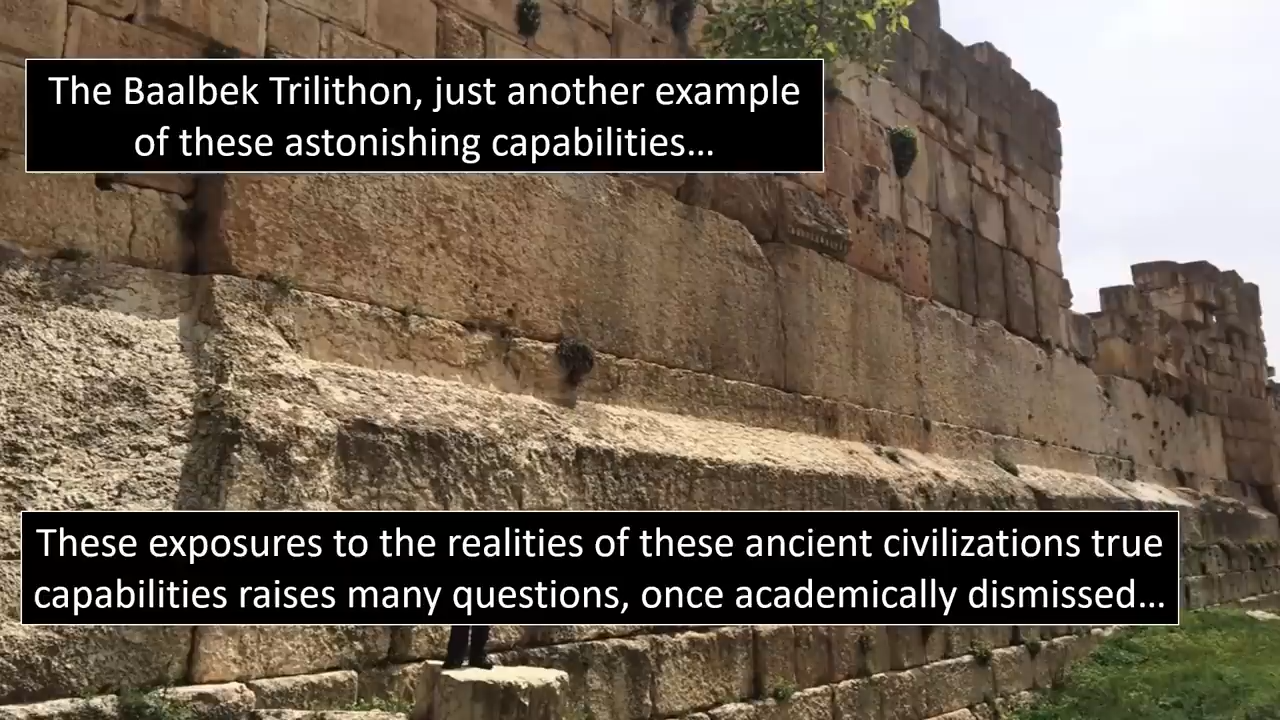 The Baalbek Trilithon, just another example
of these astonishing capabilities...
These exposures to the realities of these ancient civilizations true
capabilities raises many questions, once academically dismissed...